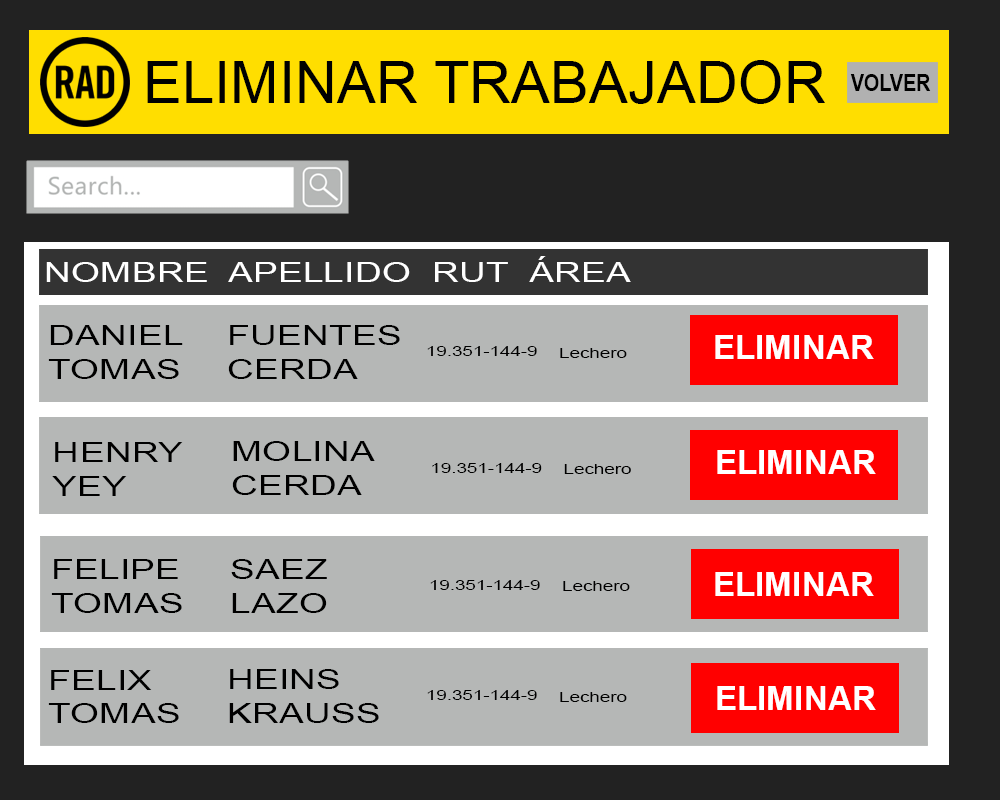 RAD ELIMINAR TRABAJADOR VOLVER
Search...
NOMBRE APELLIDO RUT ÁREA
DANIEL FUENTES
TOMAS CERDA
19.351-144-9 Lechero ELIMINAR
HENRY MOLINA
YEY CERDA
19.351-144-9 Lechero ELIMINAR
FELIPE SAEZ
TOMAS LAZO
19.351-144-9 Lechero ELIMINAR
FELIX HEINS
TOMAS KRAUSS
19.351-144-9 Lechero ELIMINAR